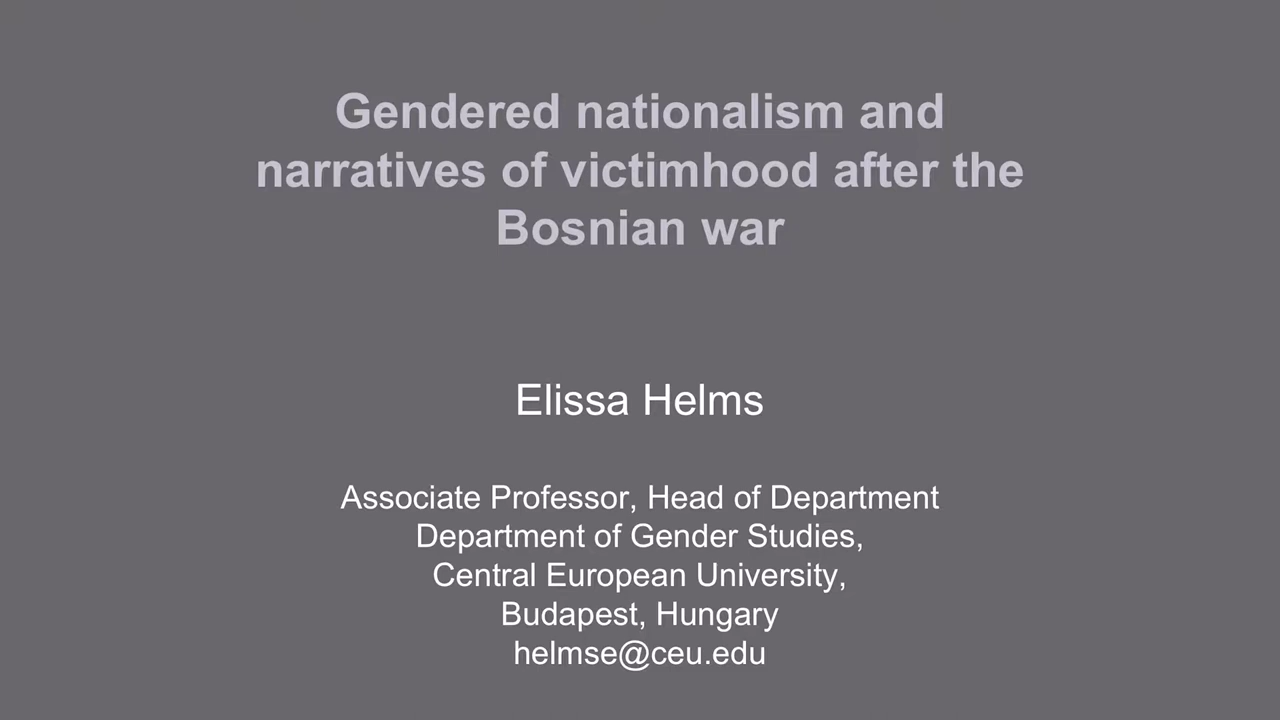 Gendered nationalism and
narratives of victimhood after the
Bosnian war
Elissa Helms
Associate Professor, Head of Department
Department of Gender Studies,
Central European University,
Budapest, Hungary
helmse@ceu.edu